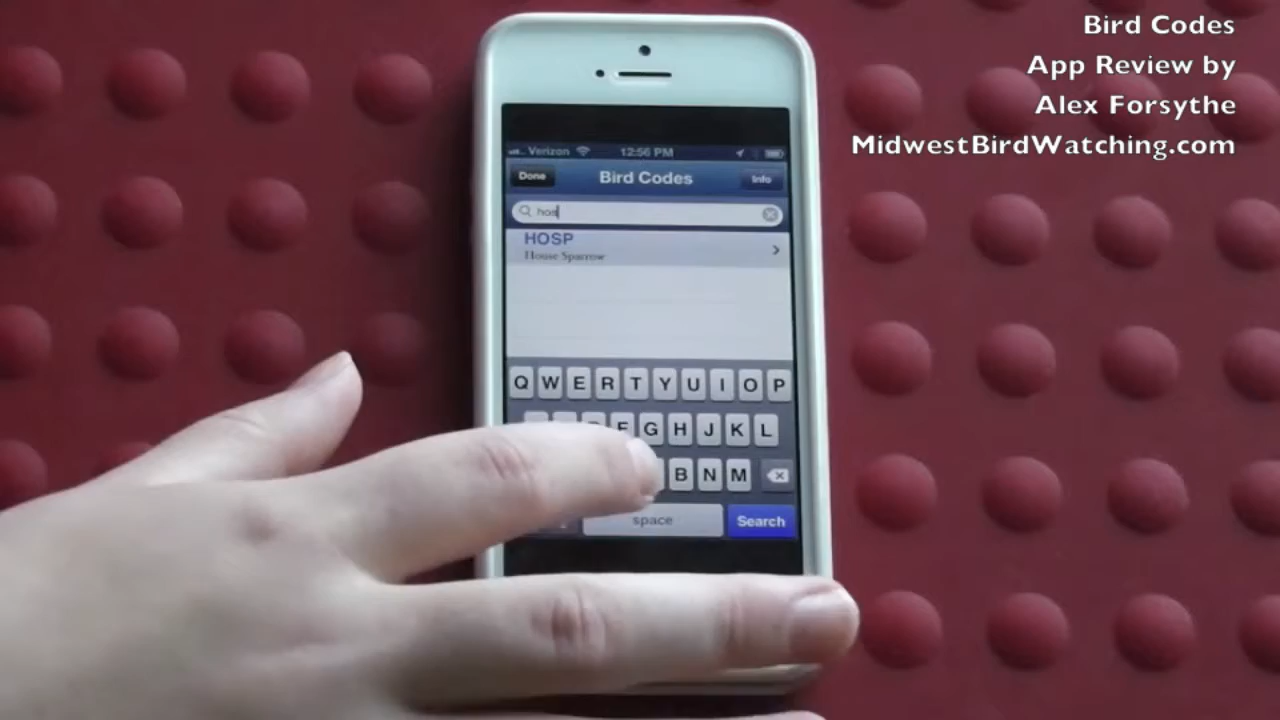 Bird Codes
App Review by
Alex Forsythe
MidwestBirdWatching.com
Verizon 12:56 PM
Done Bird Codes Info
hos
HOSP
House Sparrow
Q W E R T Y U I O P
F G H J K L
B N M
space Search